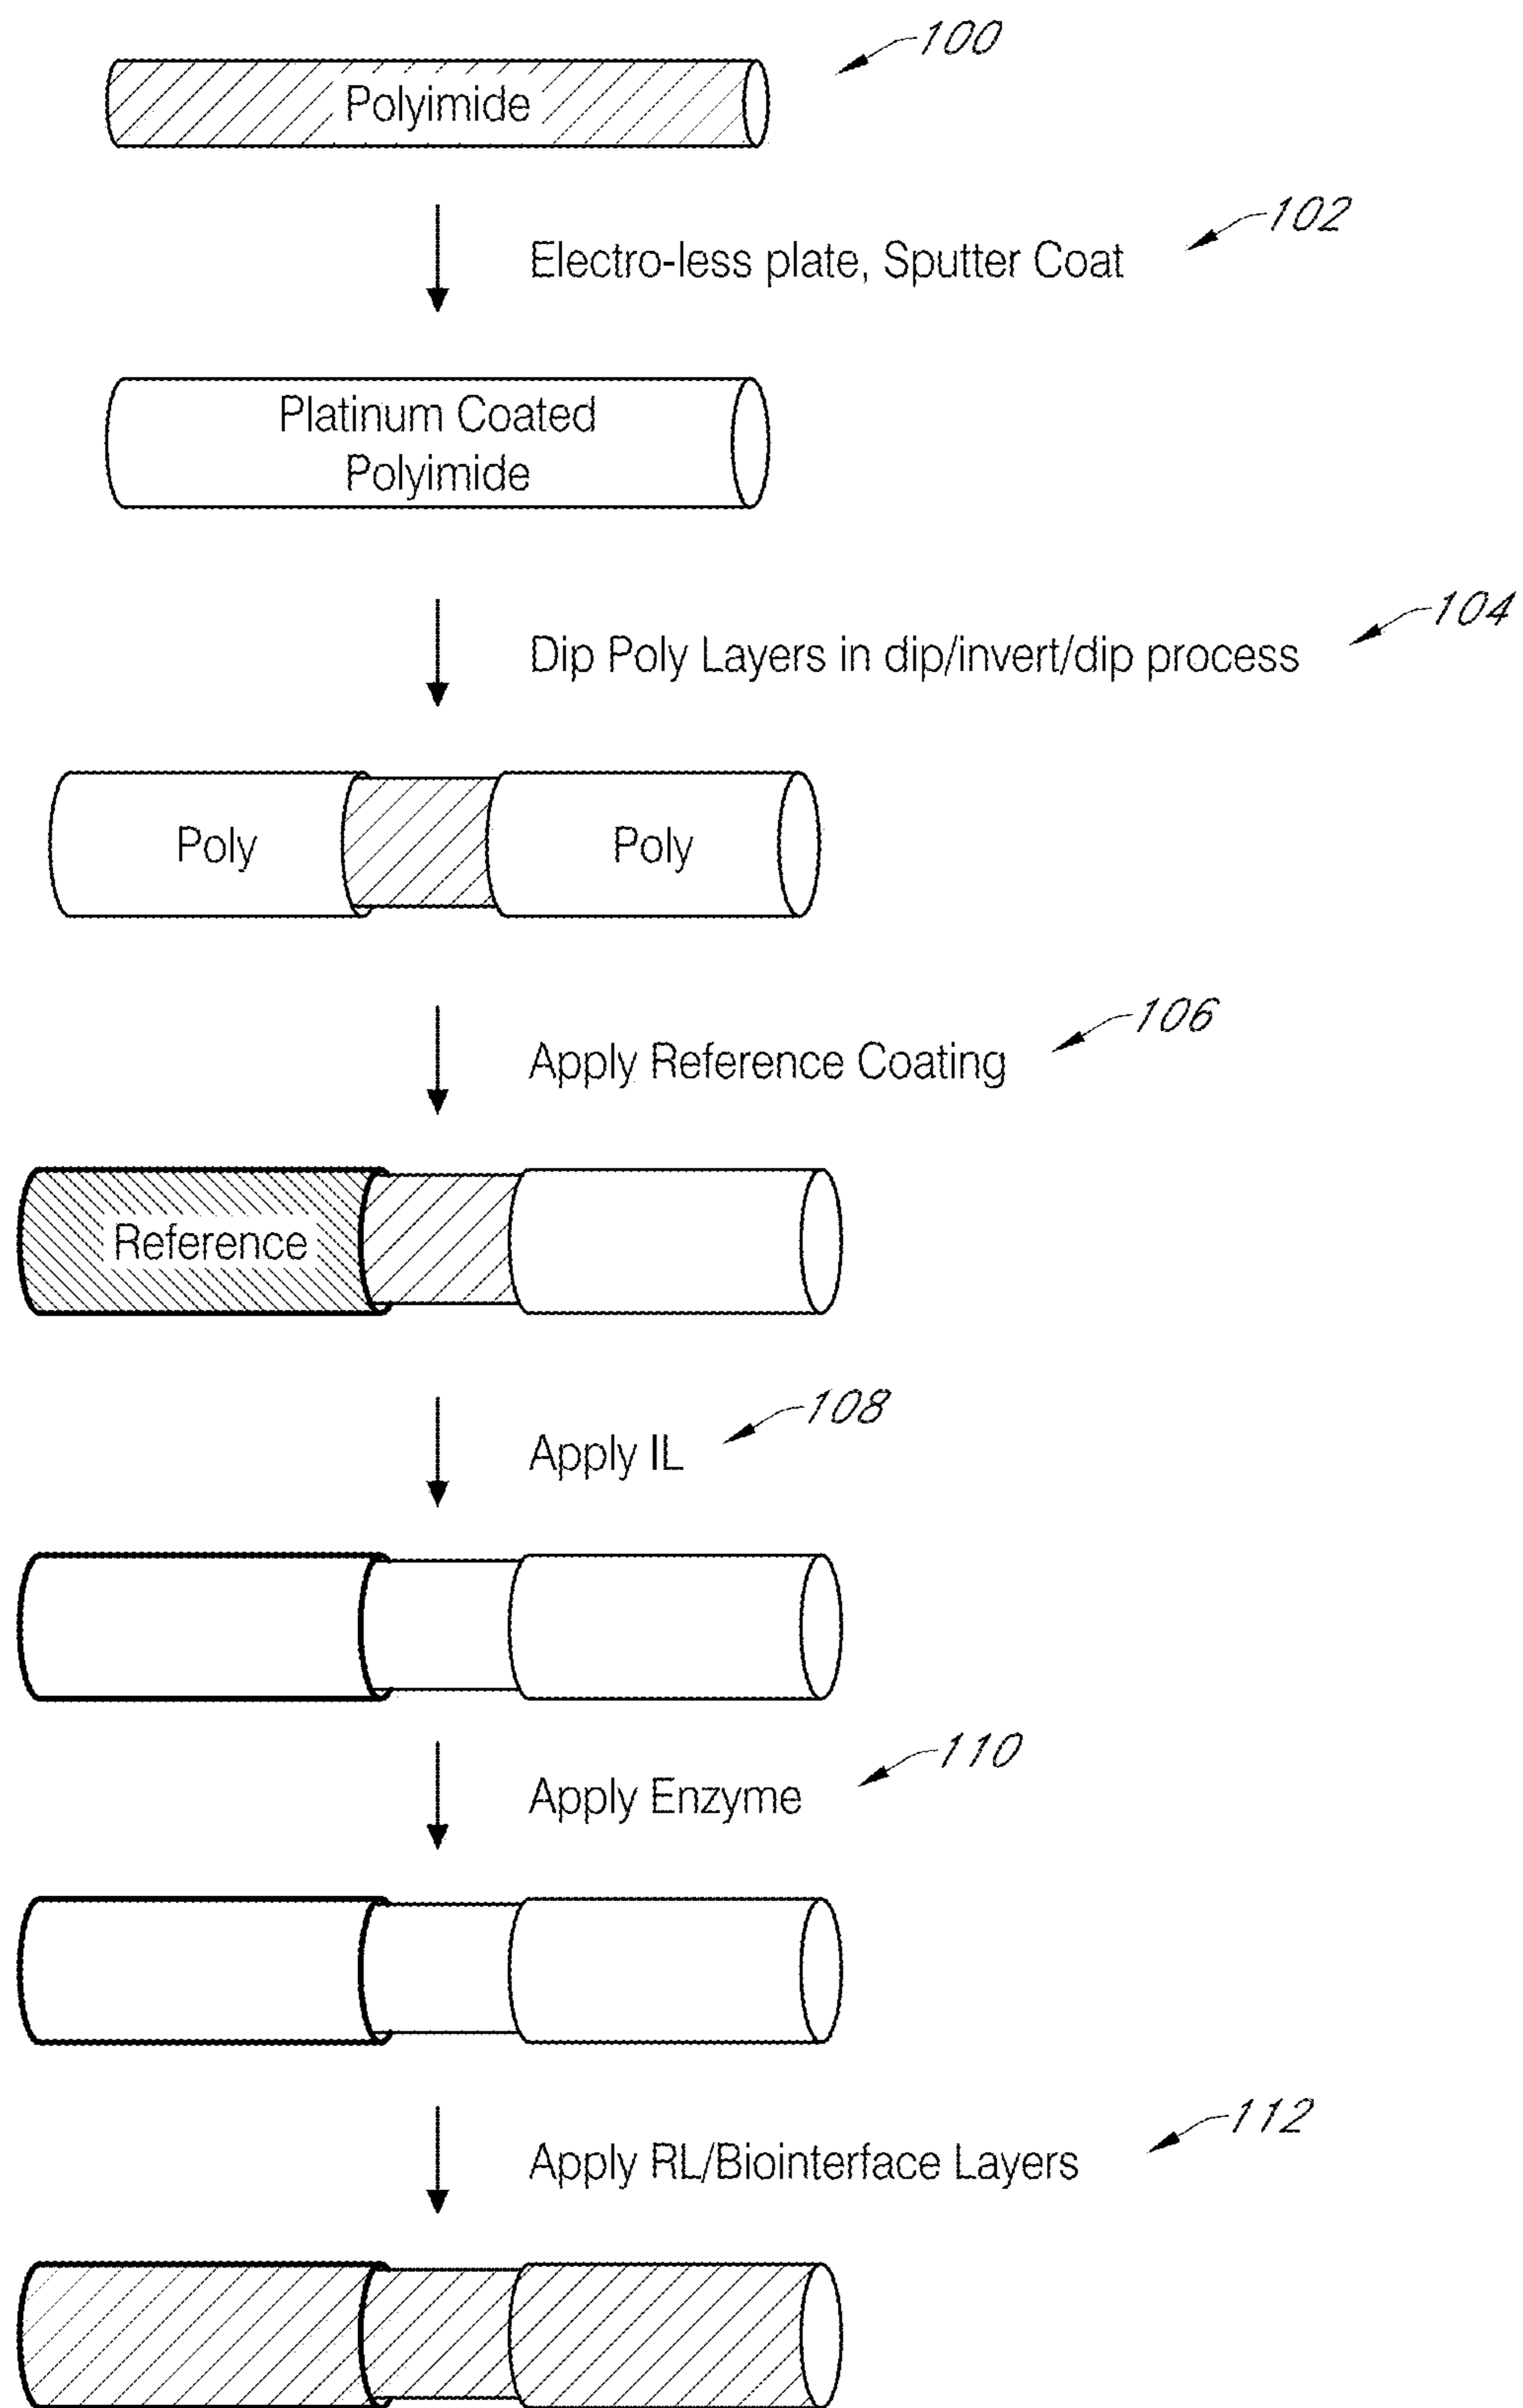 100
Polyimide
102
Electro-less plate, Sputter Coat
Platinum Coated
Polyimide
104
Dip Poly Layers in dip/invert/dip process
Poly Poly
106
Apply Reference Coating
Reference
108
Apply IL
110
Apply Enzyme
112
Apply RL/Biointerface Layers